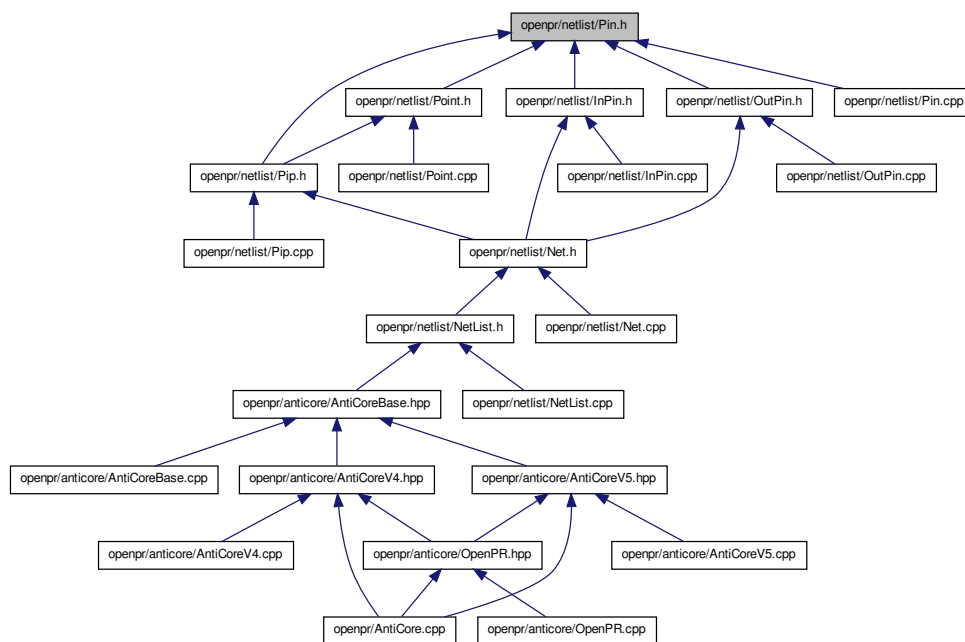 openpr/netlist/Pin.h
openpr/netlist/Point.h
openpr/netlist/InPin.h
openpr/netlist/OutPin.h
openpr/netlist/Pin.cpp
openpr/netlist/Pip.h
openpr/netlist/Point.cpp
openpr/netlist/InPin.cpp
openpr/netlist/OutPin.cpp
openpr/netlist/Pip.cpp
openpr/netlist/Net.h
openpr/netlist/NetList.h
openpr/netlist/Net.cpp
openpr/anticore/AntiCoreBase.hpp
openpr/netlist/NetList.cpp
openpr/anticore/AntiCoreBase.cpp
openpr/anticore/AntiCoreV4.hpp
openpr/anticore/AntiCoreV5.hpp
openpr/anticore/AntiCoreV4.cpp
openpr/anticore/OpenPR.hpp
openpr/anticore/AntiCoreV5.cpp
openpr/AntiCore.cpp
openpr/anticore/OpenPR.cpp